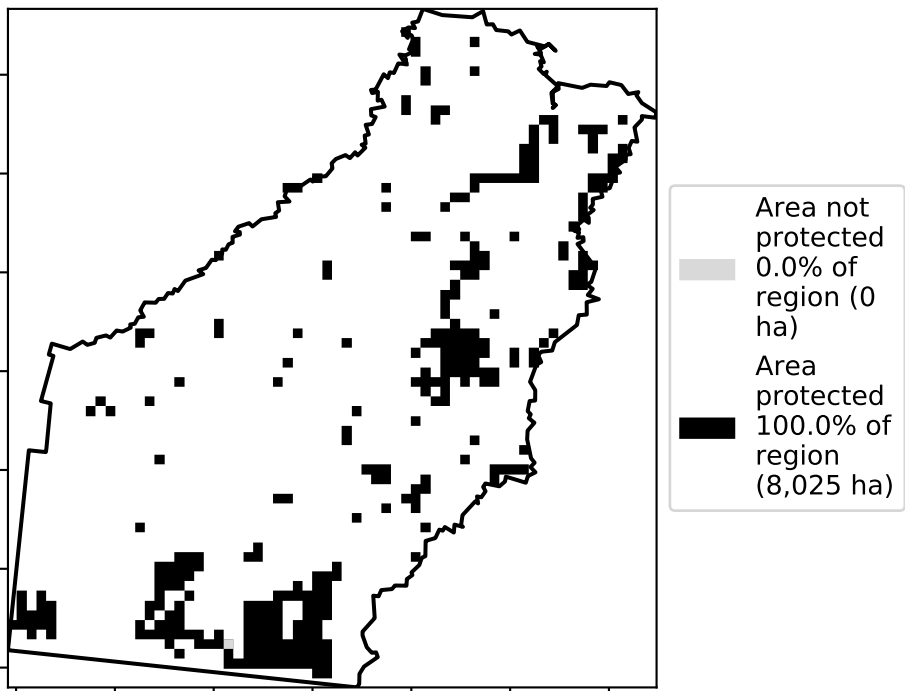 Area not
protected
0.0% of
region (0
ha)
Area
protected
100.0% of
region
(8,025 ha)